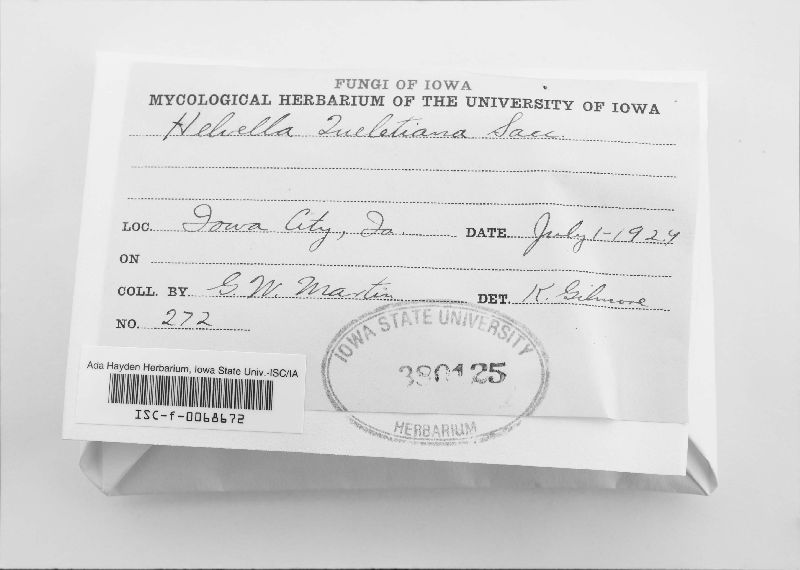 FUNGI OF IOWA
MYCOLOGICAL HERBARIUM OF THE UNIVERSITY OF IOWA
Helvella Queletiana Sacc.
LOC. Iowa City, Ia. DATE July 1-1924
ON
COLL. BY G. W. Martin DET. K. Gilmore
NO. 272
Ada Hayden Herbarium, Iowa State Univ.-ISC/IA
ISC-f-0068672
IOWA STATE UNIVERSITY
380125
HERBARIUM